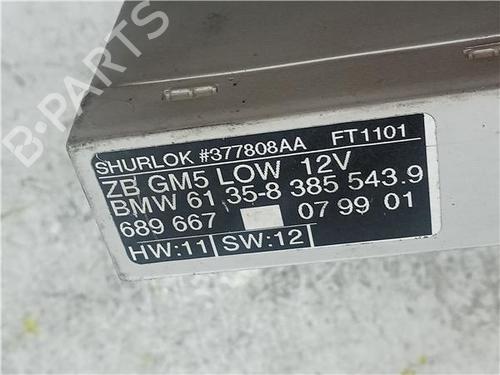 B-PARTS
SHURLOK #377808AA FT1101
ZB GM5 LOW 12V
BMW 61 35-8 385 543.9
689 667 07 99 01
HW:11 SW:12